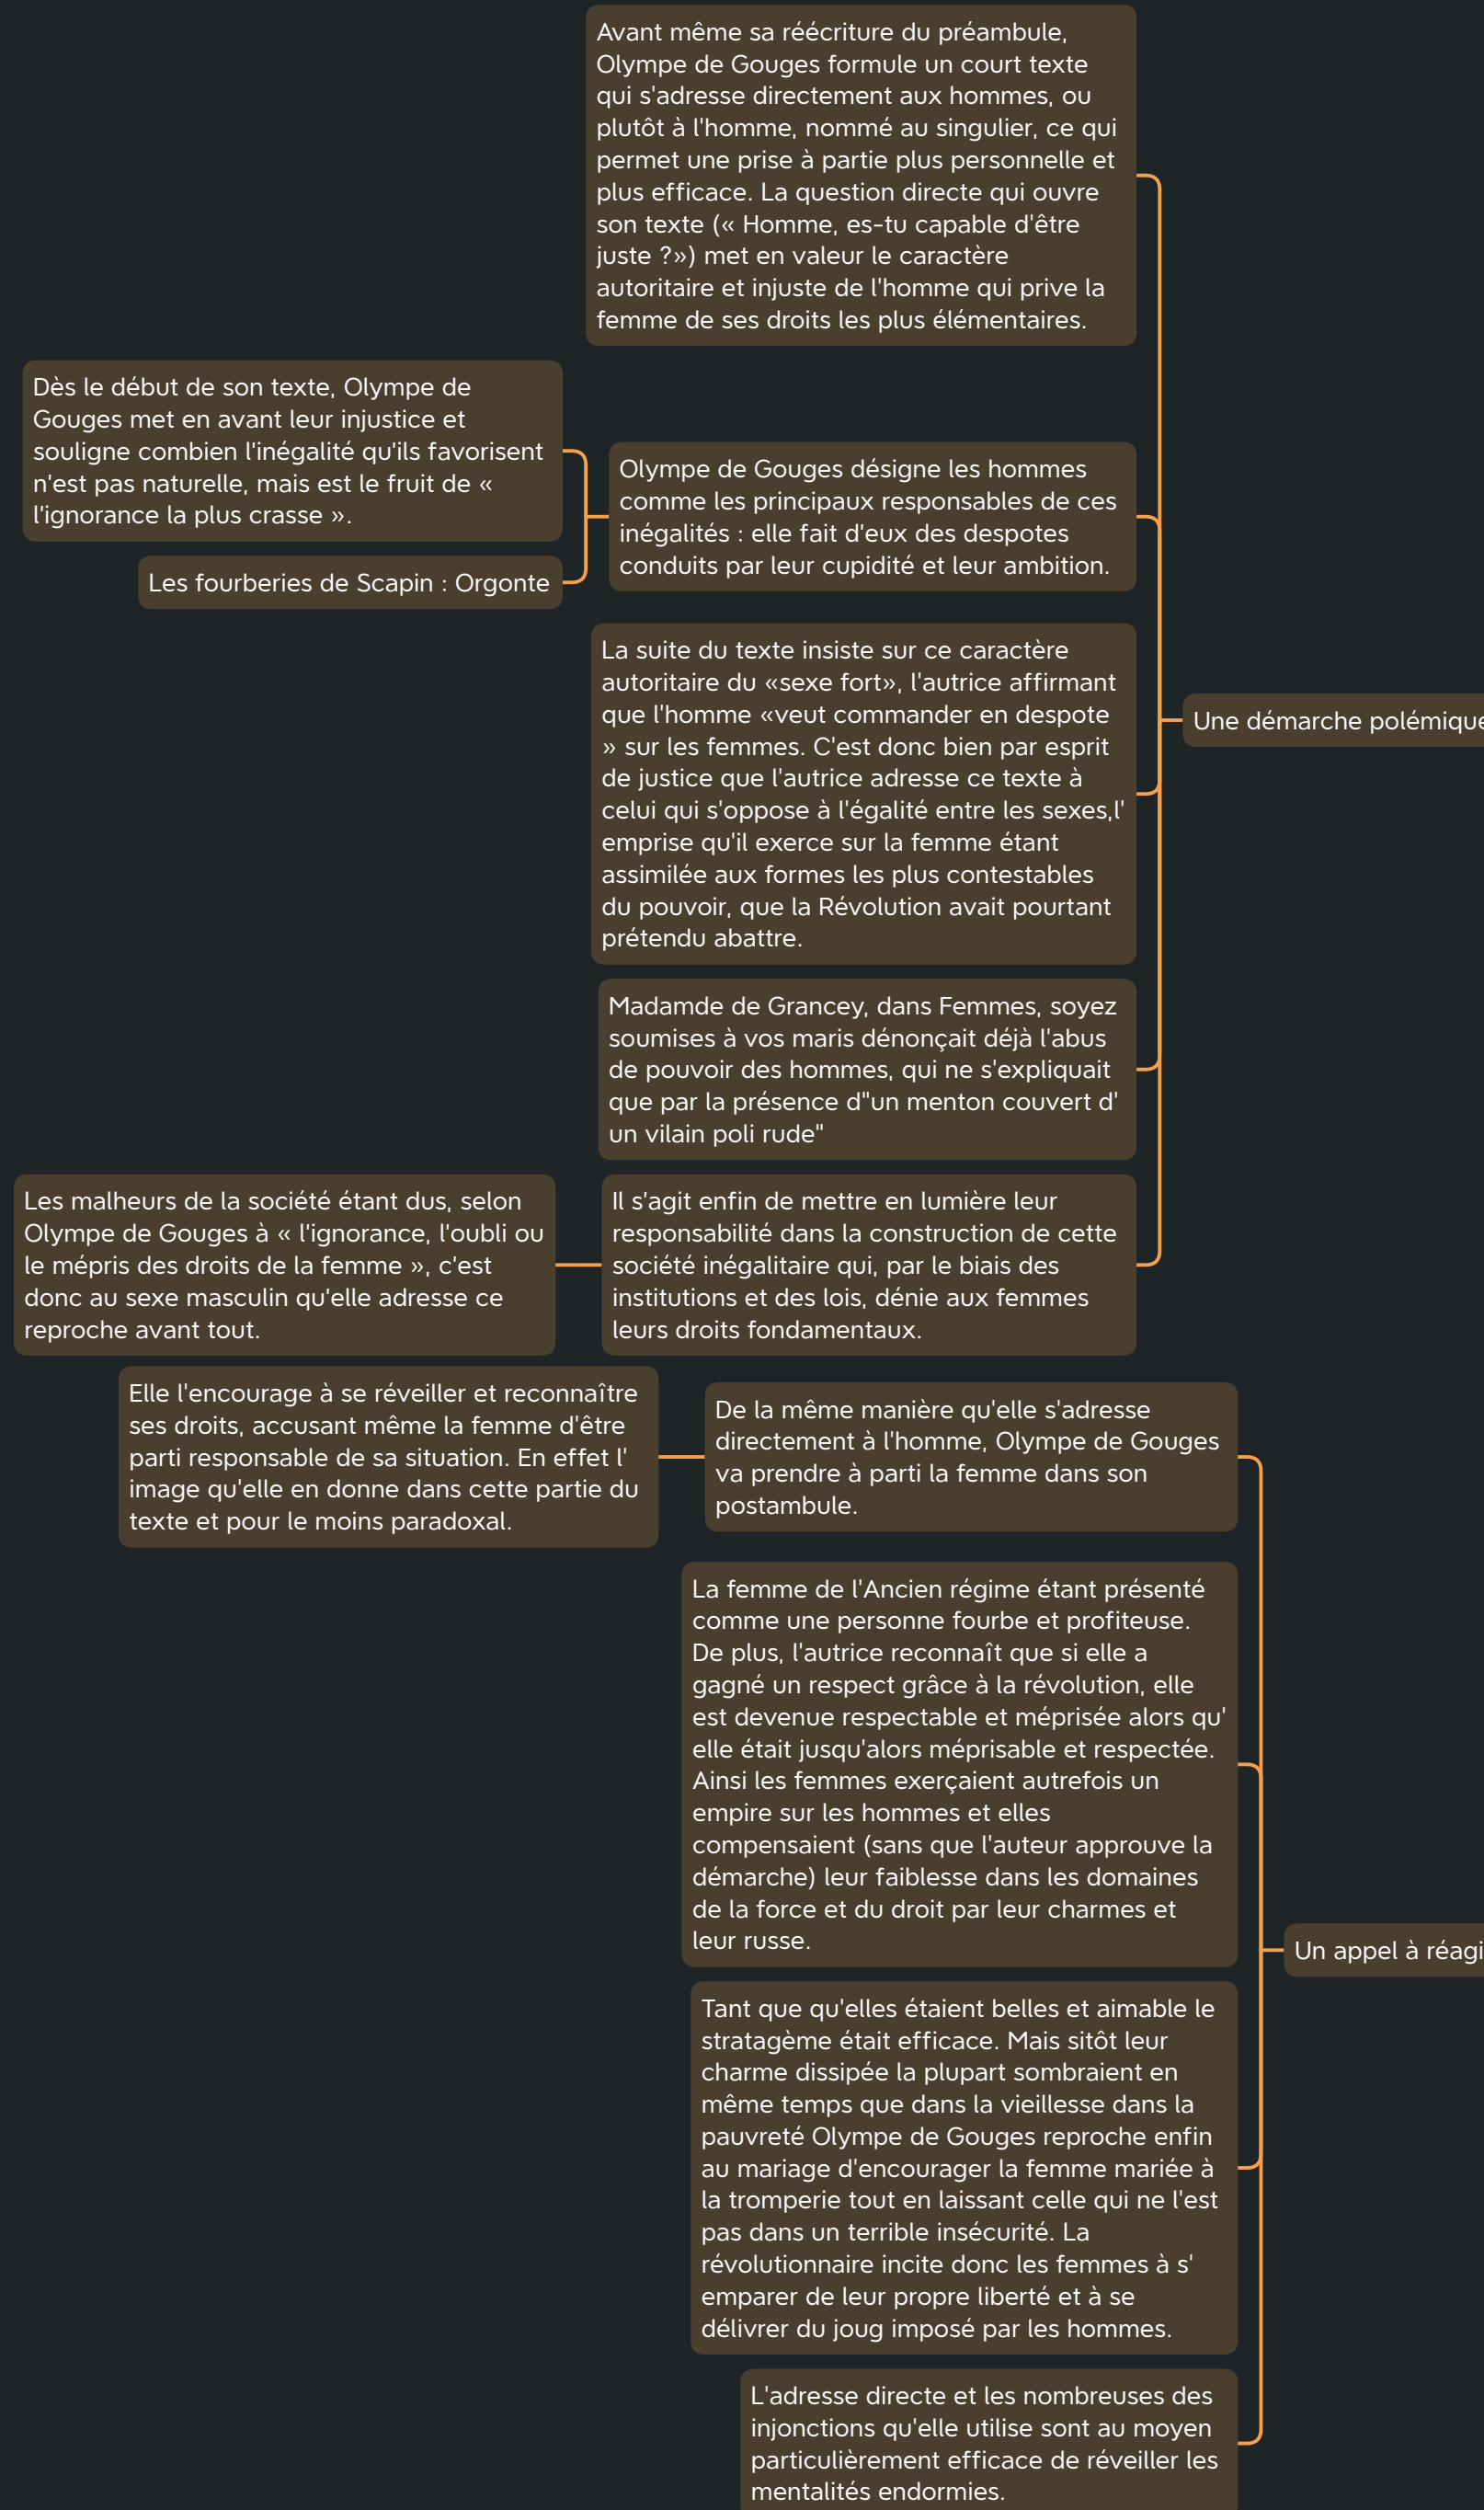 Avant même sa réécriture du préambule,
Olympe de Gouges formule un court texte
qui s'adresse directement aux hommes, ou
plutôt à l'homme, nommé au singulier, ce qui
permet une prise à partie plus personnelle et
plus efficace. La question directe qui ouvre
son texte (« Homme, es-tu capable d'être
juste ?») met en valeur le caractère
autoritaire et injuste de l'homme qui prive la
femme de ses droits les plus élémentaires.
Dès le début de son texte, Olympe de
Gouges met en avant leur injustice et
souligne combien l'inégalité qu'ils favorisent
n'est pas naturelle, mais est le fruit de «
l'ignorance la plus crasse ».
Les fourberies de Scapin : Orgonte
Olympe de Gouges désigne les hommes
comme les principaux responsables de ces
inégalités : elle fait d'eux des despotes
conduits par leur cupidité et leur ambition.
La suite du texte insiste sur ce caractère
autoritaire du «sexe fort», l'autrice affirmant
que l'homme «veut commander en despote
» sur les femmes. C'est donc bien par esprit
de justice que l'autrice adresse ce texte à
celui qui s'oppose à l'égalité entre les sexes,l'
emprise qu'il exerce sur la femme étant
assimilée aux formes les plus contestables
du pouvoir, que la Révolution avait pourtant
prétendu abattre.
Une démarche polémique
Madamde de Grancey, dans Femmes, soyez
soumises à vos maris dénonçait déjà l'abus
de pouvoir des hommes, qui ne s'expliquait
que par la présence d"un menton couvert d'
un vilain poli rude"
Les malheurs de la société étant dus, selon
Olympe de Gouges à « l'ignorance, l'oubli ou
le mépris des droits de la femme », c'est
donc au sexe masculin qu'elle adresse ce
reproche avant tout.
Il s'agit enfin de mettre en lumière leur
responsabilité dans la construction de cette
société inégalitaire qui, par le biais des
institutions et des lois, dénie aux femmes
leurs droits fondamentaux.
Elle l'encourage à se réveiller et reconnaître
ses droits, accusant même la femme d'être
parti responsable de sa situation. En effet l'
image qu'elle en donne dans cette partie du
texte et pour le moins paradoxal.
De la même manière qu'elle s'adresse
directement à l'homme, Olympe de Gouges
va prendre à parti la femme dans son
postambule.
La femme de l'Ancien régime étant présenté
comme une personne fourbe et profiteuse.
De plus, l'autrice reconnaît que si elle a
gagné un respect grâce à la révolution, elle
est devenue respectable et méprisée alors qu'
elle était jusqu'alors méprisable et respectée.
Ainsi les femmes exerçaient autrefois un
empire sur les hommes et elles
compensaient (sans que l'auteur approuve la
démarche) leur faiblesse dans les domaines
de la force et du droit par leur charmes et
leur russe.
Un appel à réagi
Tant que qu'elles étaient belles et aimable le
stratagème était efficace. Mais sitôt leur
charme dissipée la plupart sombraient en
même temps que dans la vieillesse dans la
pauvreté Olympe de Gouges reproche enfin
au mariage d'encourager la femme mariée à
la tromperie tout en laissant celle qui ne l'est
pas dans un terrible insécurité. La
révolutionnaire incite donc les femmes à s'
emparer de leur propre liberté et à se
délivrer du joug imposé par les hommes.
L'adresse directe et les nombreuses des
injonctions qu'elle utilise sont au moyen
particulièrement efficace de réveiller les
mentalités endormies.